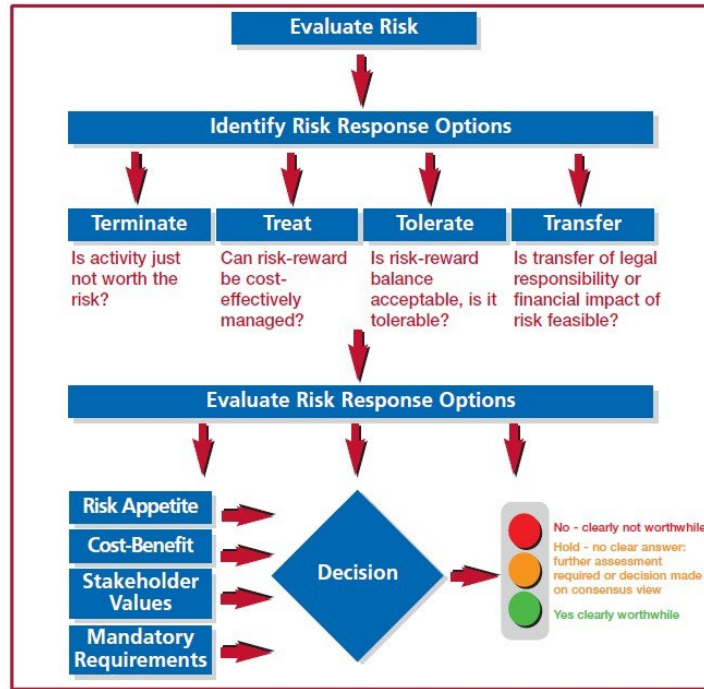 Evaluate Risk
Identify Risk Response Options
Terminate
Is activity just
not worth the
risk?
Treat
Can risk-reward
be cost-
effectively
managed?
Tolerate
Is risk-reward
balance
acceptable, is it
tolerable?
Transfer
Is transfer of legal
responsibility or
financial impact of
risk feasible?
Evaluate Risk Response Options
Risk Appetite
Cost-Benefit
Stakeholder
Values
Mandatory
Requirements
Decision
No - clearly not worthwhile
Hold - no clear answer:
further assessment
required or decision made
on consensus view
Yes clearly worthwhile